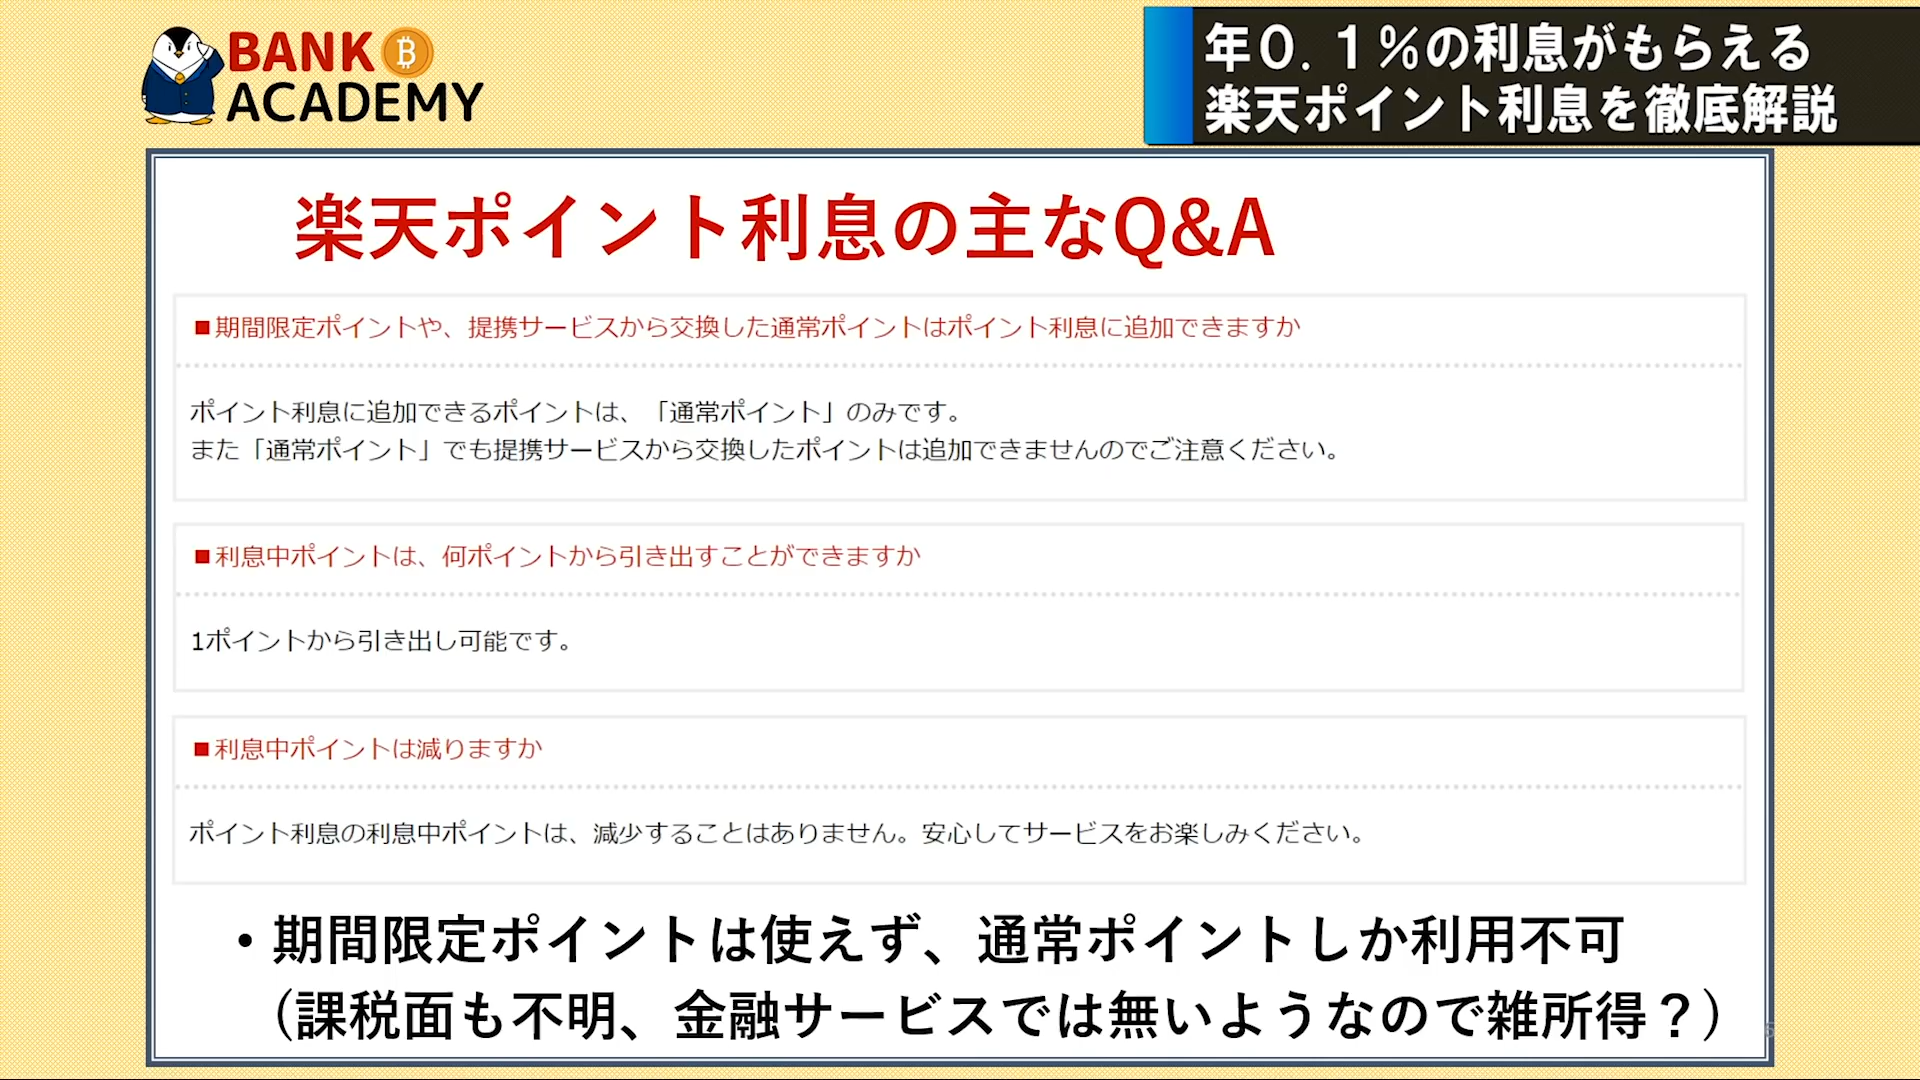 BANK
ACADEMY
年０．１％の利息がもらえる
楽天ポイント利息を徹底解説
楽天ポイント利息の主なQ&A
■期間限定ポイントや、提携サービスから交換した通常ポイントはポイント利息に追加できますか
ポイント利息に追加できるポイントは、「通常ポイント」のみです。
また「通常ポイント」でも提携サービスから交換したポイントは追加できませんのでご注意ください。
■利息中ポイントは、何ポイントから引き出すことができますか
1ポイントから引き出し可能です。
■利息中ポイントは減りますか
ポイント利息の利息中ポイントは、減少することはありません。安心してサービスをお楽しみください。
・期間限定ポイントは使えず、通常ポイントしか利用不可
（課税面も不明、金融サービスでは無いようなので雑所得？）